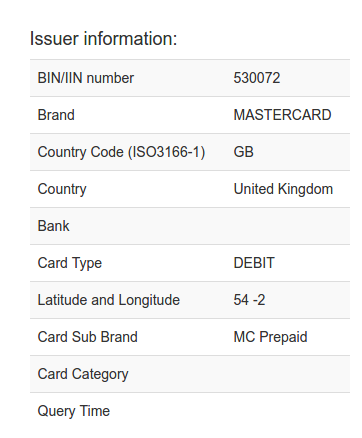 Issuer information:
BIN/IIN number 530072
Brand MASTERCARD
Country Code (ISO3166-1) GB
Country United Kingdom
Bank
Card Type DEBIT
Latitude and Longitude 54 -2
Card Sub Brand MC Prepaid
Card Category
Query Time